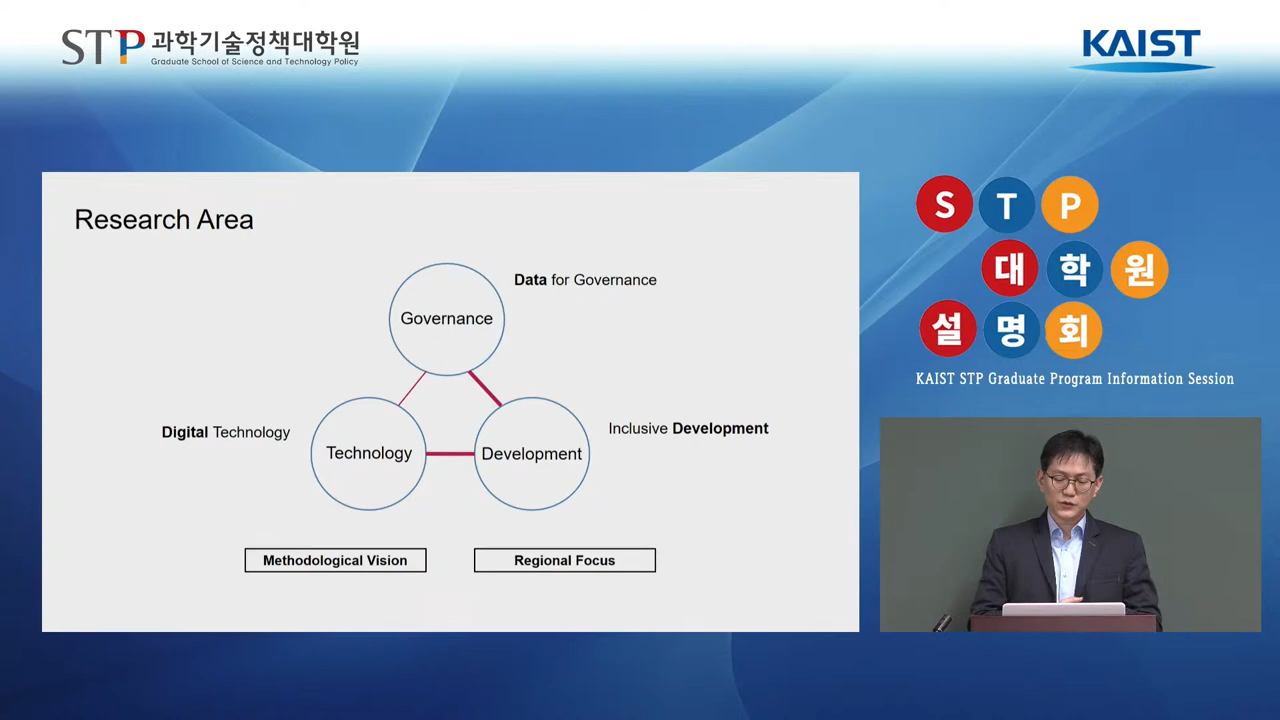 STP 과학기술정책대학원
Graduate School of Science and Technology Policy
KAIST
Research Area
Governance
Data for Governance
Technology
Digital Technology
Development
Inclusive Development
Methodological Vision
Regional Focus
S T P
대 학 원
설 명 회
KAIST STP Graduate Program Information Session